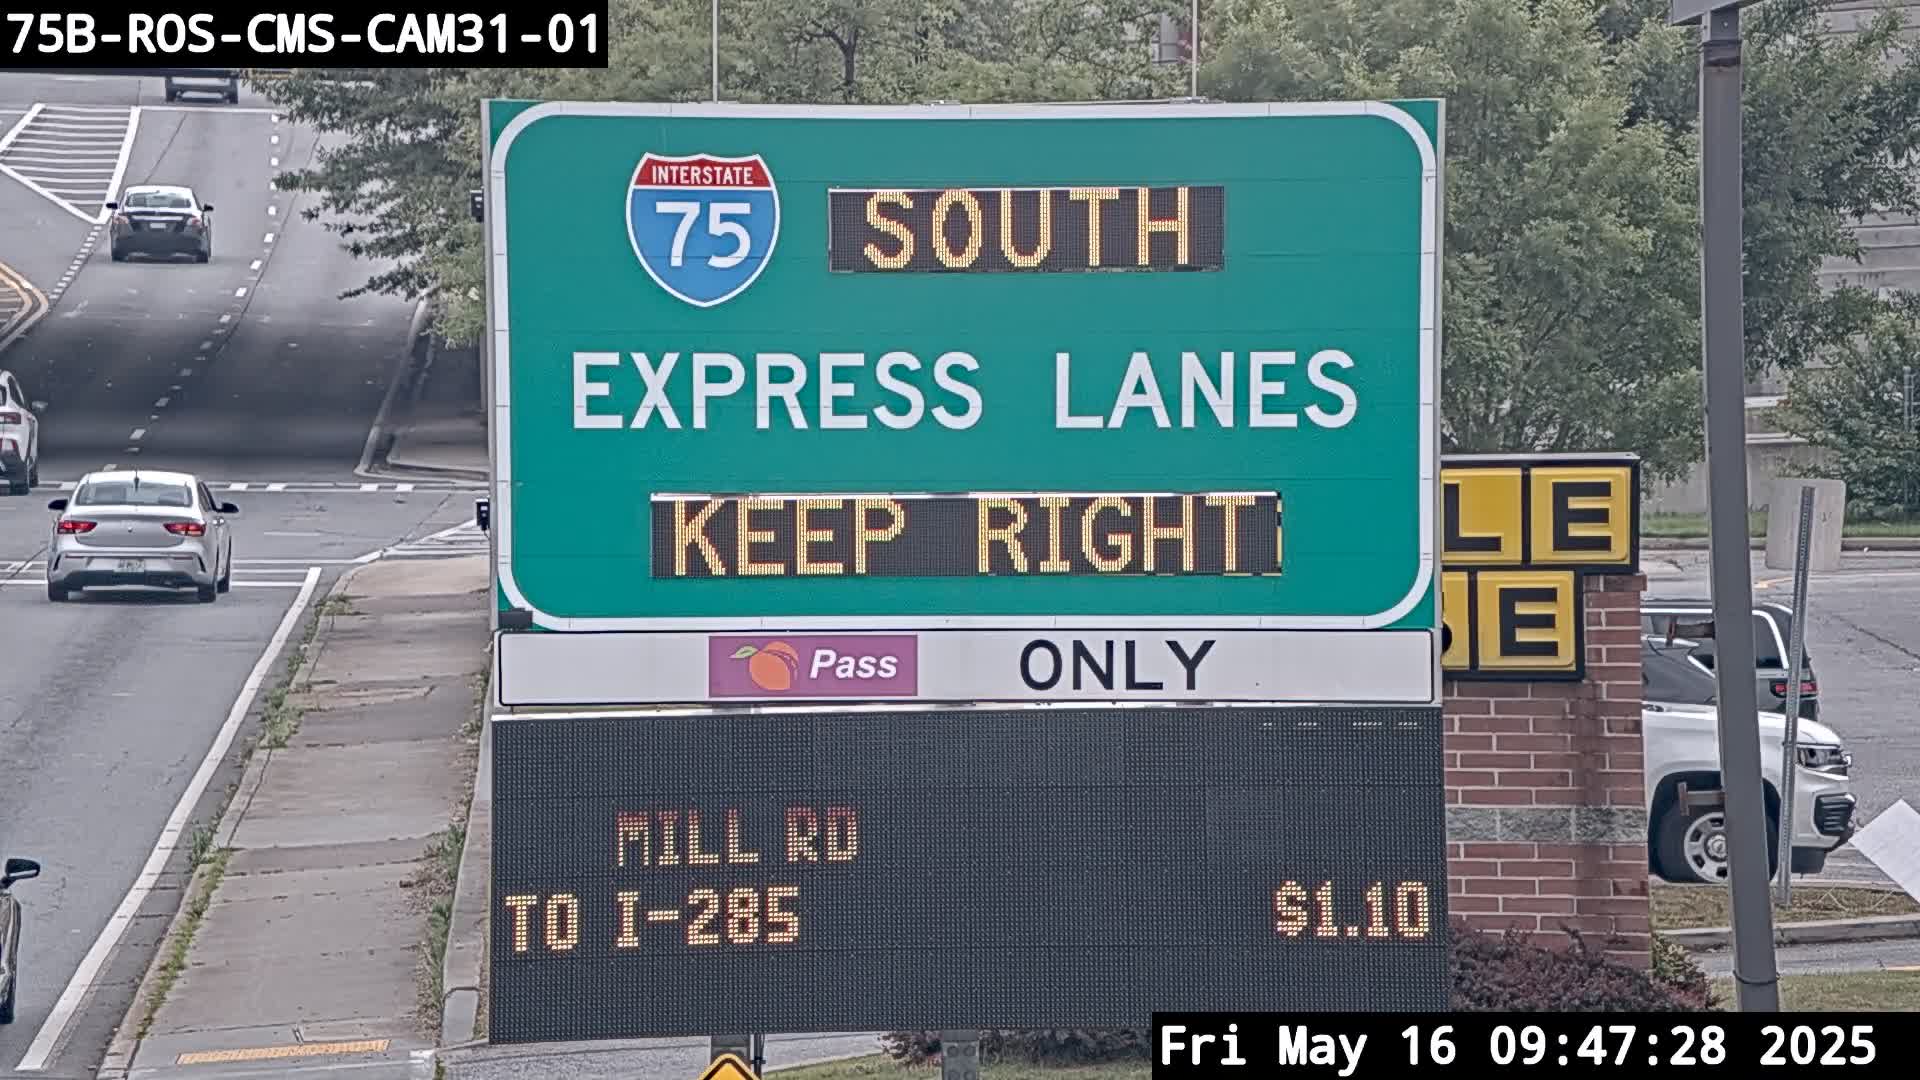 75B-ROS-CMS-CAM31-01
INTERSTATE
75
SOUTH
EXPRESS LANES
KEEP RIGHT
Pass ONLY
MILL RD
TO I-285 $1.10
LE
E
Fri May 16 09:47:28 2025